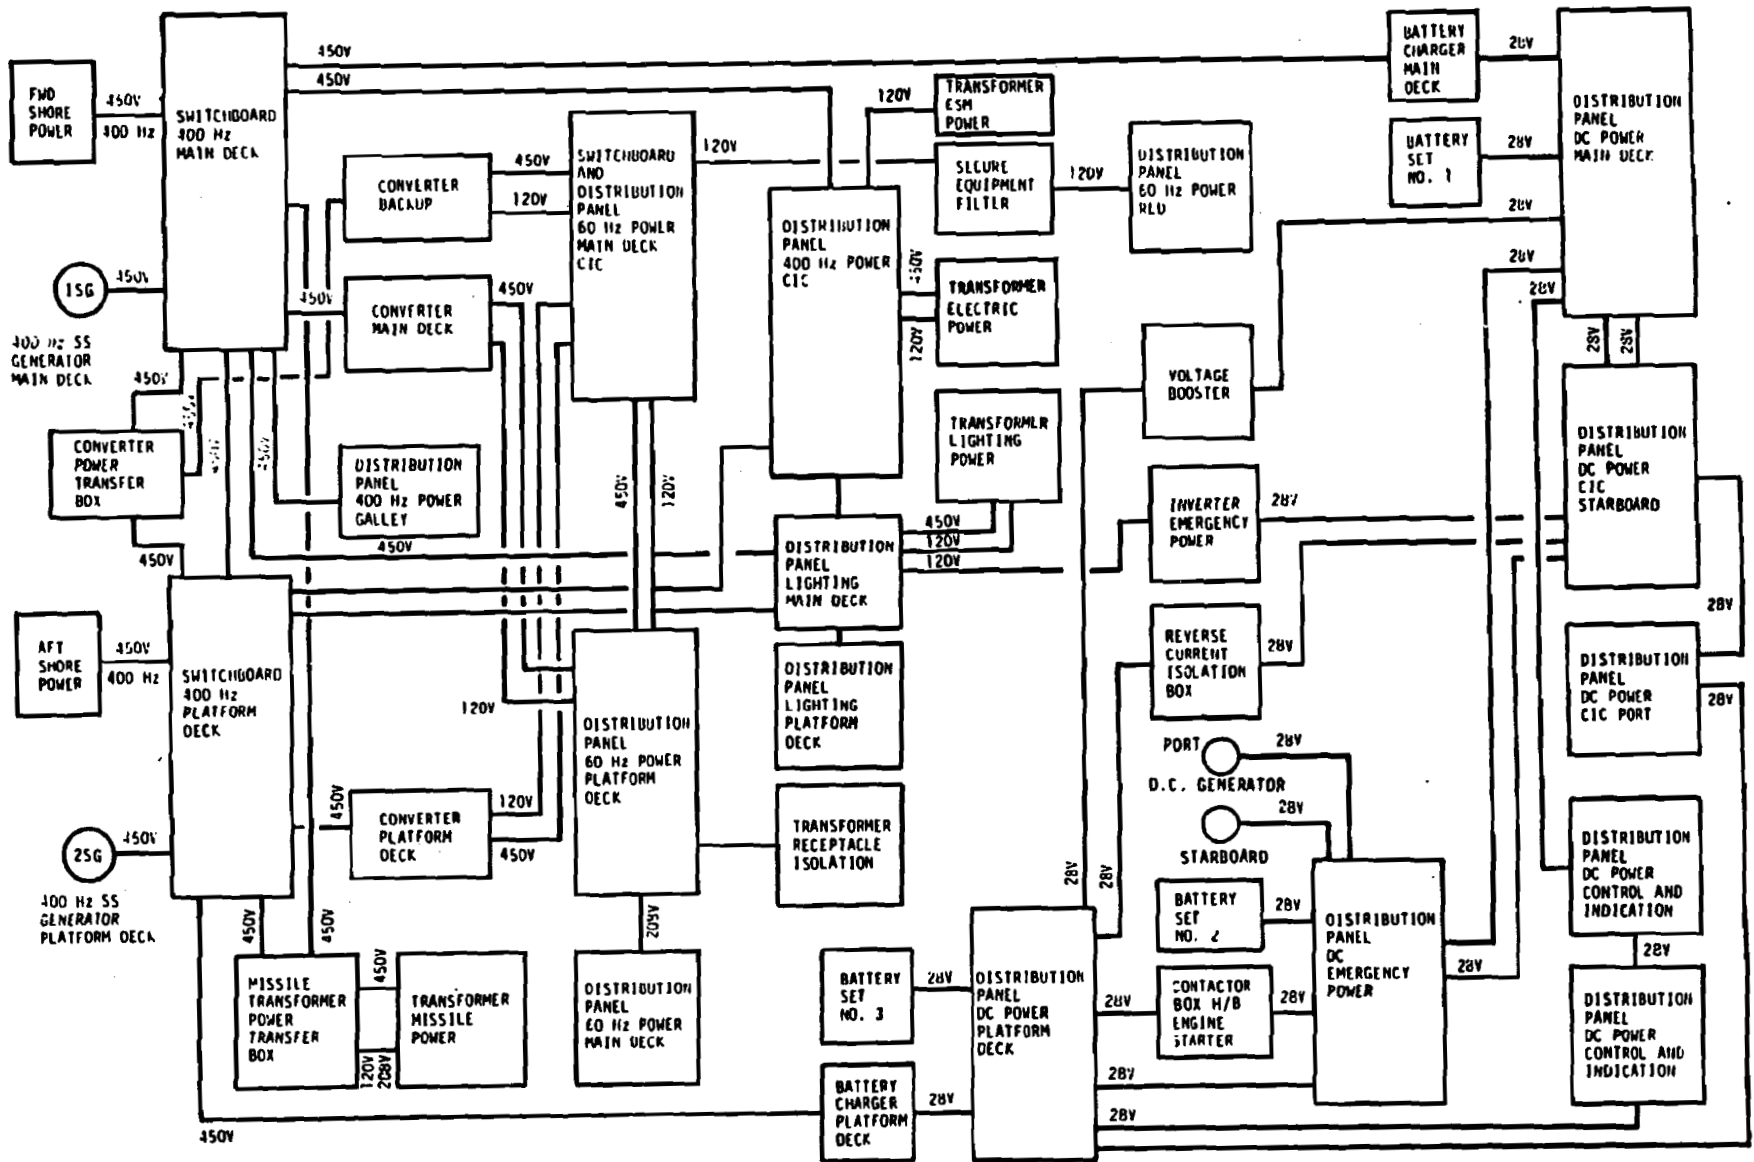 FWD
SHORE
POWER
450V
400 Hz
SWITCHBOARD
400 Hz
MAIN DECK
450V
450V
1SG
450V
400 Hz SS
GENERATOR
MAIN DECK
CONVERTER
BACKUP
450V
120V
450V
CONVERTER
MAIN DECK
450V
SWITCHBOARD
AND
DISTRIBUTION
PANEL
60 Hz POWER
MAIN DECK
CIC
120V
DISTRIBUTION
PANEL
400 Hz POWER
CIC
120V
TRANSFORMER
ESM
POWER
SECURE
EQUIPMENT
FILTER
120V
DISTRIBUTION
PANEL
60 Hz POWER
RLD
450V
120V
TRANSFORMER
ELECTRIC
POWER
BATTERY
CHARGER
MAIN
DECK
28V
BATTERY
SET
NO. 1
28V
28V
28V
28V
DISTRIBUTION
PANEL
DC POWER
MAIN DECK
28V
28V
450V
CONVERTER
POWER
TRANSFER
BOX
450V
450V
450V
450V
DISTRIBUTION
PANEL
400 Hz POWER
GALLEY
450V
450V
120V
TRANSFORMER
LIGHTING
POWER
450V
120V
120V
DISTRIBUTION
PANEL
LIGHTING
MAIN DECK
VOLTAGE
BOOSTER
INVERTER
EMERGENCY
POWER
28V
DISTRIBUTION
PANEL
DC POWER
CIC
STARBOARD
28V
AFT
SHORE
POWER
450V
400 Hz
SWITCHBOARD
400 Hz
PLATFORM
DECK
120V
DISTRIBUTION
PANEL
60 Hz POWER
PLATFORM
DECK
DISTRIBUTION
PANEL
LIGHTING
PLATFORM
DECK
REVERSE
CURRENT
ISOLATION
BOX
28V
DISTRIBUTION
PANEL
DC POWER
CIC PORT
28V
PORT
28V
D.C. GENERATOR
28V
STARBOARD
2SG
450V
400 Hz SS
GENERATOR
PLATFORM DECK
450V
CONVERTER
PLATFORM
DECK
120V
450V
TRANSFORMER
RECEPTACLE
ISOLATION
28V
28V
BATTERY
SET
NO. 2
28V
DISTRIBUTION
PANEL
DC
EMERGENCY
POWER
28V
DISTRIBUTION
PANEL
DC POWER
CONTROL AND
INDICATION
28V
450V
450V
MISSILE
TRANSFORMER
POWER
TRANSFER
BOX
450V
120V
208V
TRANSFORMER
MISSILE
POWER
DISTRIBUTION
PANEL
60 Hz POWER
MAIN DECK
BATTERY
SET
NO. 3
28V
DISTRIBUTION
PANEL
DC POWER
PLATFORM
DECK
28V
CONTACTOR
BOX H/B
ENGINE
STARTER
28V
DISTRIBUTION
PANEL
DC POWER
CONTROL AND
INDICATION
28V
28V
BATTERY
CHARGER
PLATFORM
DECK
28V
450V